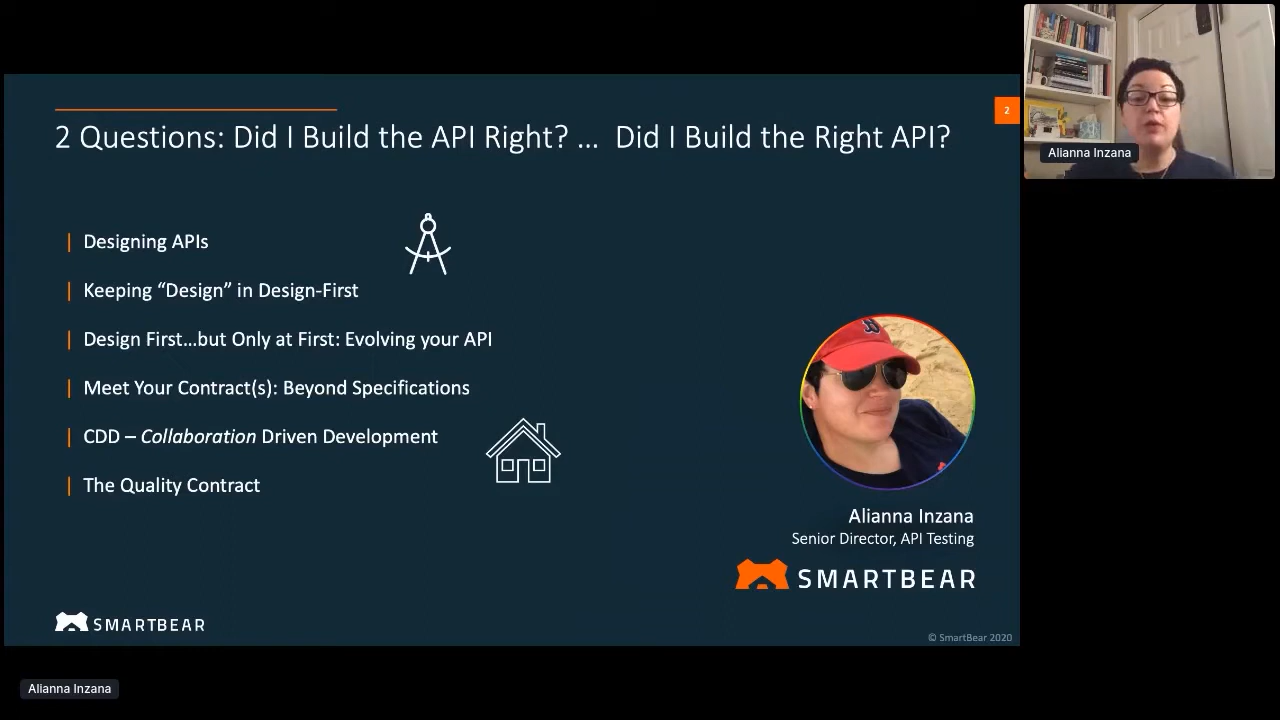 2
2 Questions: Did I Build the API Right? ... Did I Build the Right API?
Alianna Inzana
| Designing APIs
| Keeping “Design” in Design-First
| Design First…but Only at First: Evolving your API
| Meet Your Contract(s): Beyond Specifications
| CDD – Collaboration Driven Development
| The Quality Contract
Alianna Inzana
Senior Director, API Testing
SMARTBEAR
SMARTBEAR
© SmartBear 2020
Alianna Inzana